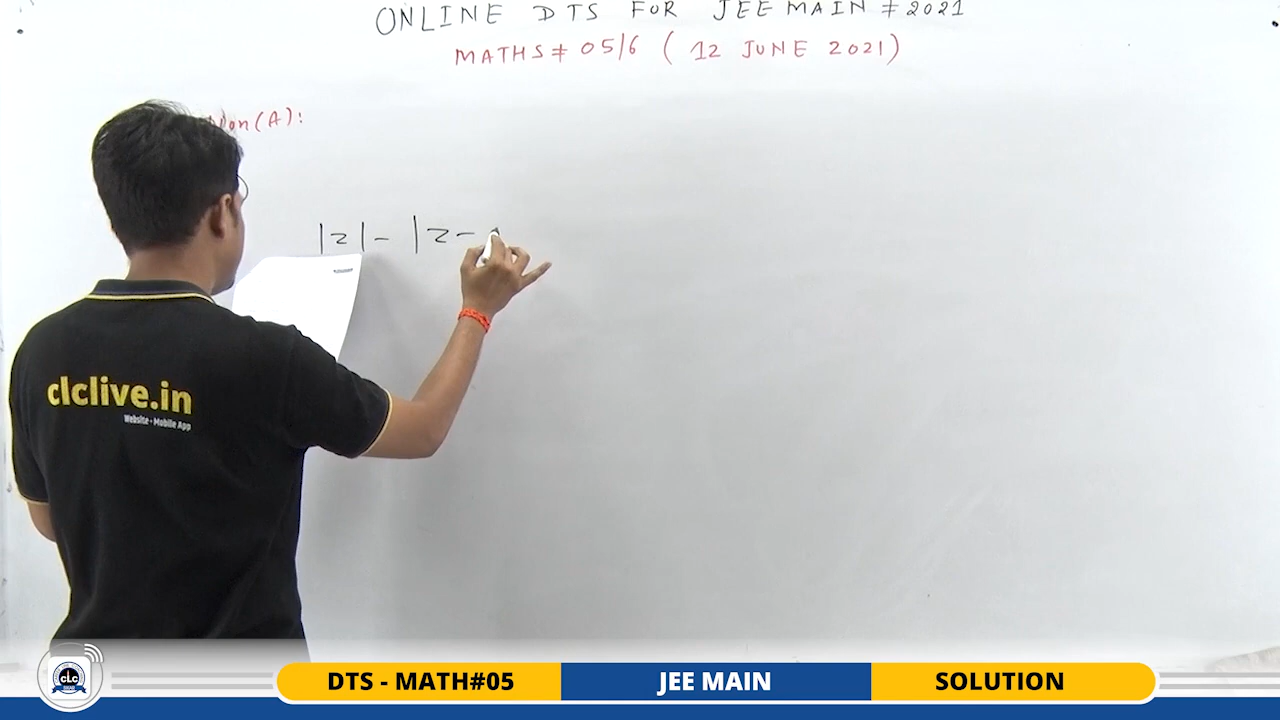 ONLINE DTS FOR JEE MAIN # 2021
MATHS # 05/6 ( 12 JUNE 2021)
(A):
|z| - |z -
clclive.in
Website • Mobile App
CLC
DTS - MATH#05
JEE MAIN
SOLUTION